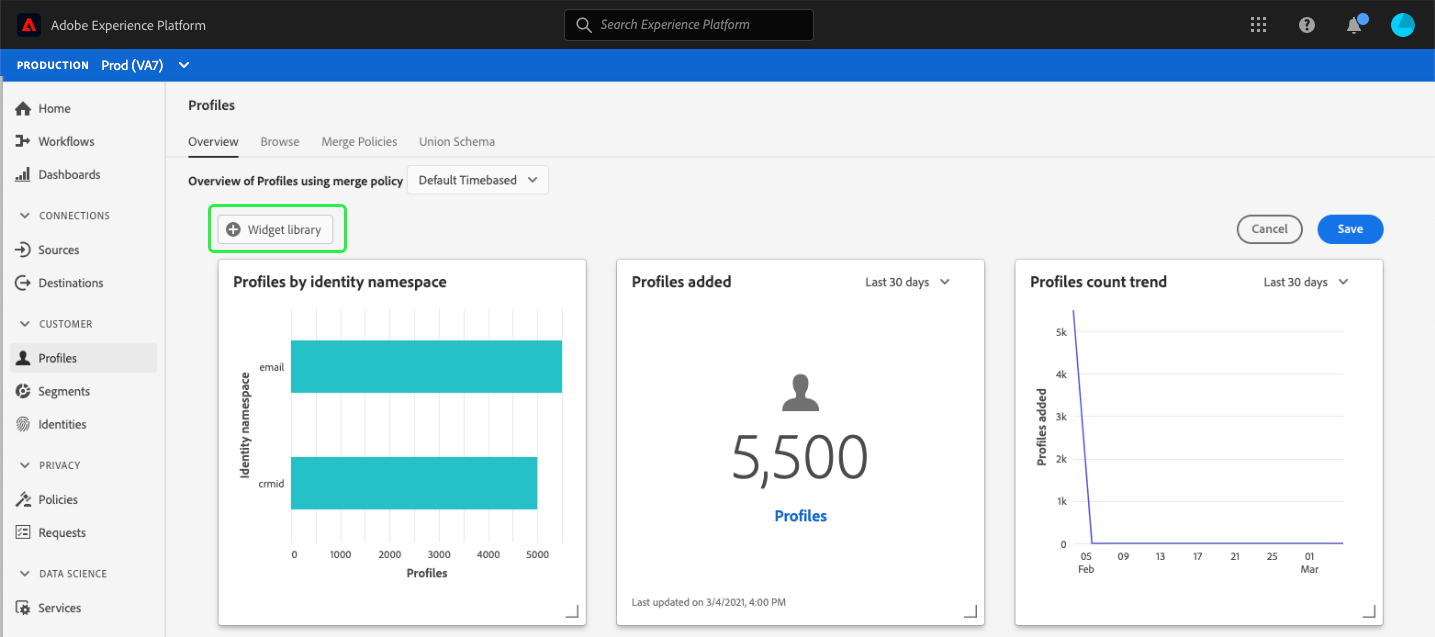 Adobe Experience Platform
Search Experience Platform
PRODUCTION Prod (VA7)
Home
Workflows
Dashboards
CONNECTIONS
Sources
Destinations
CUSTOMER
Profiles
Segments
Identities
PRIVACY
Policies
Requests
DATA SCIENCE
Services
Profiles
Overview Browse Merge Policies Union Schema
Overview of Profiles using merge policy Default Timebased
Widget library
Cancel Save
Profiles by identity namespace
Identity namespace
email
crmid
0 1000 2000 3000 4000 5000
Profiles
Profiles added Last 30 days
5,500
Profiles
Last updated on 3/4/2021, 4:00 PM
Profiles count trend Last 30 days
Profiles added
5k
4k
3k
2k
1k
0
05 09 13 17 21 25 01
Feb Mar